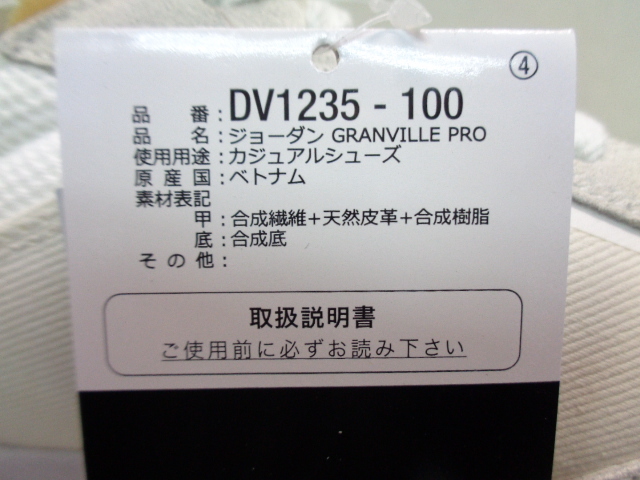 ④
品番：DV1235 - 100
品名：ジョーダン GRANVILLE PRO
使用用途：カジュアルシューズ
原産国：ベトナム
素材表記
甲：合成繊維+天然皮革+合成樹脂
底：合成底
その他：
取扱説明書
ご使用前に必ずお読み下さい